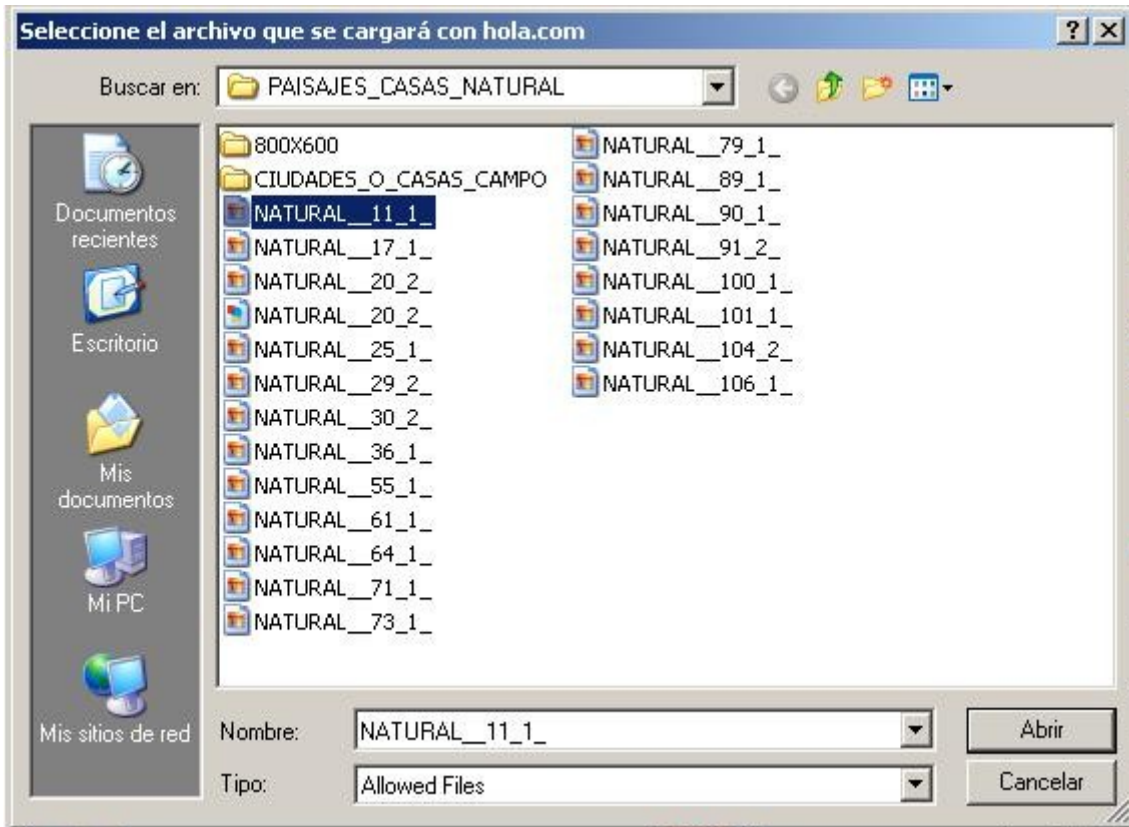 Seleccione el archivo que se cargará con hola.com
Buscar en:
PAISAJES_CASAS_NATURAL
Documentos
recientes
Escritorio
Mis
documentos
Mi PC
Mis sitios de red
800X600
CIUDADES_O_CASAS_CAMPO
NATURAL__11_1_
NATURAL__17_1_
NATURAL__20_2_
NATURAL__20_2_
NATURAL__25_1_
NATURAL__29_2_
NATURAL__30_2_
NATURAL__36_1_
NATURAL__55_1_
NATURAL__61_1_
NATURAL__64_1_
NATURAL__71_1_
NATURAL__73_1_
NATURAL__79_1_
NATURAL__89_1_
NATURAL__90_1_
NATURAL__91_2_
NATURAL__100_1_
NATURAL__101_1_
NATURAL__104_2_
NATURAL__106_1_
Nombre:
NATURAL__11_1_
Abrir
Tipo:
Allowed Files
Cancelar